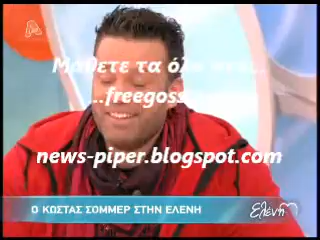 Μάθετε τα όλα
..freegoss
news-piper.blogspot.com
Ο ΚΩΣΤΑΣ ΣΟΜΜΕΡ ΣΤΗΝ ΕΛΕΝΗ
Ελένη